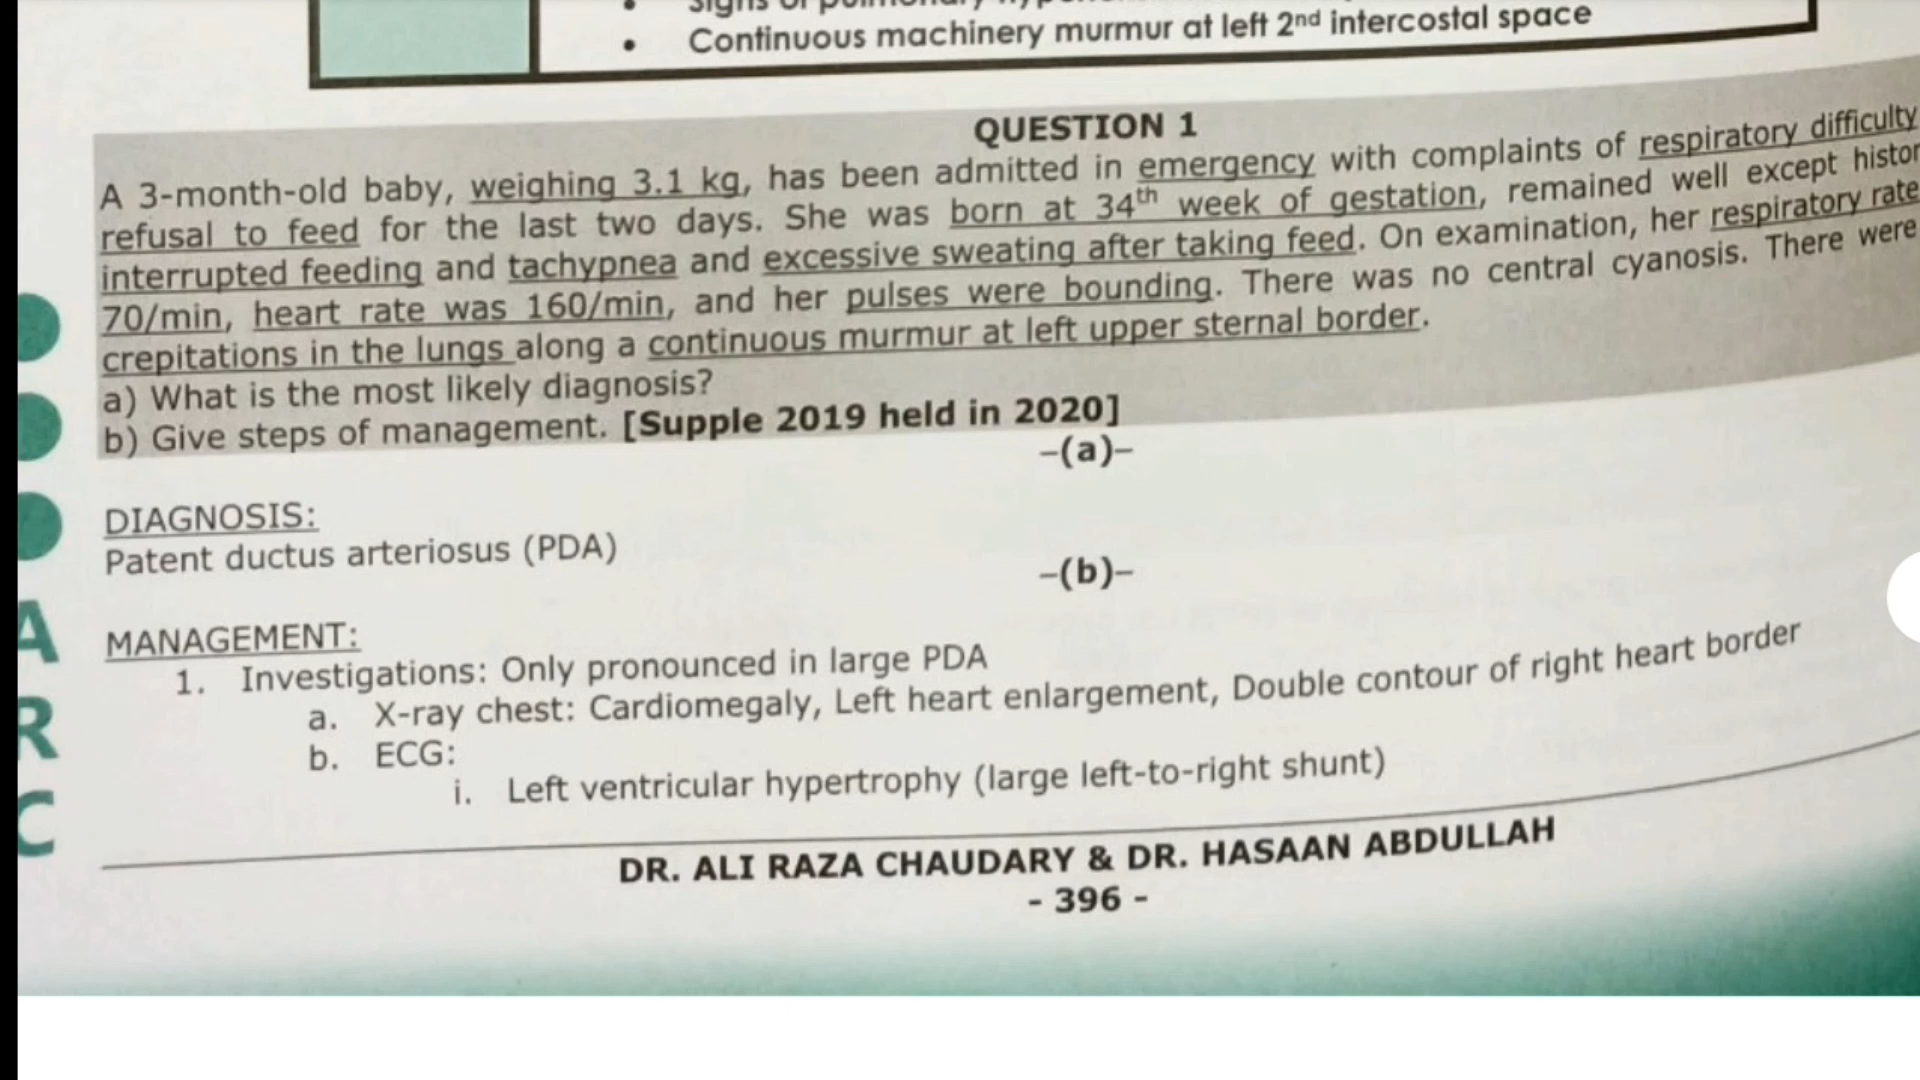 • Signs of pulmonary
• Continuous machinery murmur at left 2nd intercostal space
QUESTION 1
A 3-month-old baby, weighing 3.1 kg, has been admitted in emergency with complaints of respiratory difficulty
refusal to feed for the last two days. She was born at 34th week of gestation, remained well except histor
interrupted feeding and tachypnea and excessive sweating after taking feed. On examination, her respiratory rate
70/min, heart rate was 160/min, and her pulses were bounding. There was no central cyanosis. There were
crepitations in the lungs along a continuous murmur at left upper sternal border.
a) What is the most likely diagnosis?
b) Give steps of management. [Supple 2019 held in 2020]
–(a)–
DIAGNOSIS:
Patent ductus arteriosus (PDA)
–(b)–
MANAGEMENT:
1. Investigations: Only pronounced in large PDA
a. X-ray chest: Cardiomegaly, Left heart enlargement, Double contour of right heart border
b. ECG:
i. Left ventricular hypertrophy (large left-to-right shunt)
DR. ALI RAZA CHAUDARY & DR. HASAAN ABDULLAH
- 396 -
A
R
C